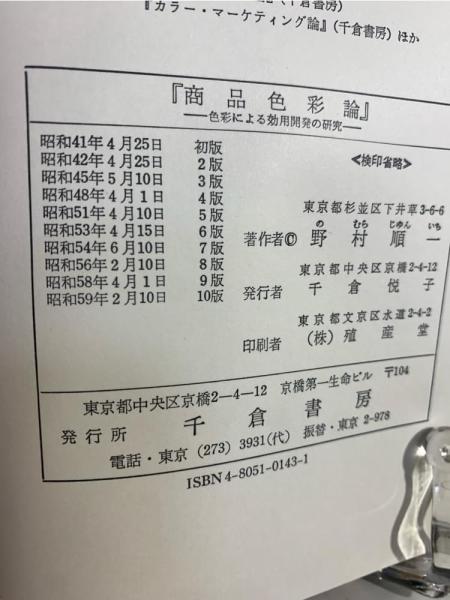 (千倉書房)
『カラー・マーケティング論』(千倉書房) ほか
『商品色彩論』
——色彩による効用開発の研究——
昭和41年4月25日 初版
昭和42年4月25日 2版
昭和45年5月10日 3版
昭和48年4月1日 4版
昭和51年4月10日 5版
昭和53年4月15日 6版
昭和54年6月10日 7版
昭和56年2月10日 8版
昭和58年4月1日 9版
昭和59年2月10日 10版
<検印省略>
東京都杉並区下井草3-6-6
の むら じゅん いち
著作者© 野村順一
東京都中央区京橋2-4-12
発行者 千倉悦子
東京都文京区水道2-4-2
印刷者 (株) 殖産堂
東京都中央区京橋2-4-12 京橋第一生命ビル 〒104
発行所 千倉書房
電話・東京 (273) 3931(代) 振替・東京 2-978
ISBN4-8051-0143-1